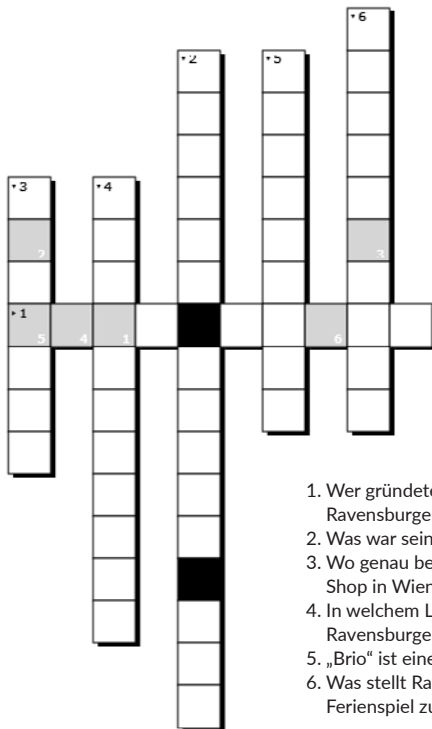 6
2
5
3
4
2
3
1
5
4
1
6
1. Wer gründete
Ravensburge
2. Was war sein
3. Wo genau be
Shop in Wien
4. In welchem L
Ravensburge
5. „Brio“ ist eine
6. Was stellt Ra
Ferienspiel zu